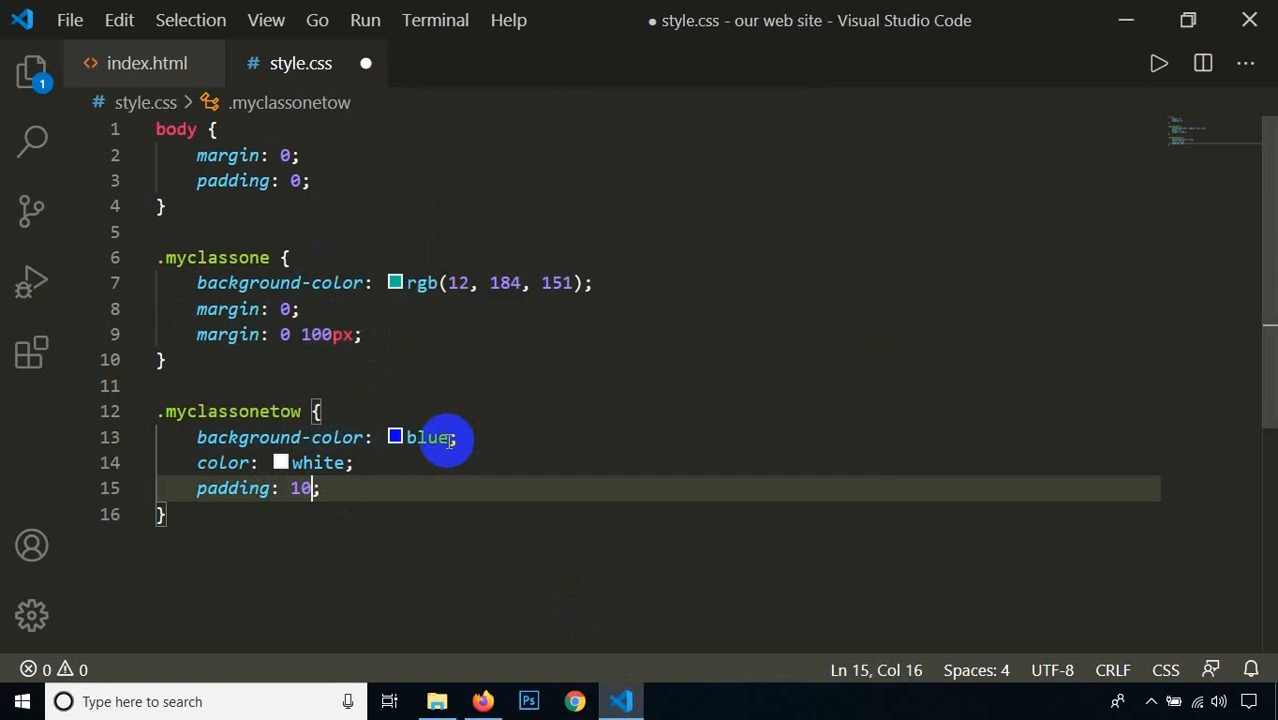 File Edit Selection View Go Run Terminal Help ● style.css - our web site - Visual Studio Code
1
<> index.html # style.css ●
# style.css > .myclassonetow
1 body {
2     margin: 0;
3     padding: 0;
4 }
5
6 .myclassone {
7     background-color: rgb(12, 184, 151);
8     margin: 0;
9     margin: 0 100px;
10 }
11
12 .myclassonetow {
13     background-color: blue;
14     color: white;
15     padding: 10;
16 }
0 0 Ln 15, Col 16 Spaces: 4 UTF-8 CRLF CSS
Type here to search Ps